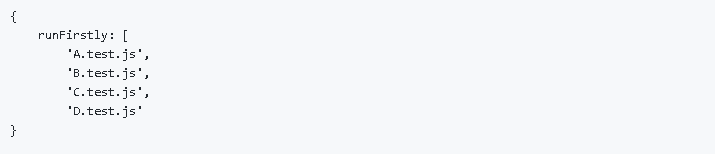 {
    runFirstly: [
        'A.test.js',
        'B.test.js',
        'C.test.js',
        'D.test.js'
}